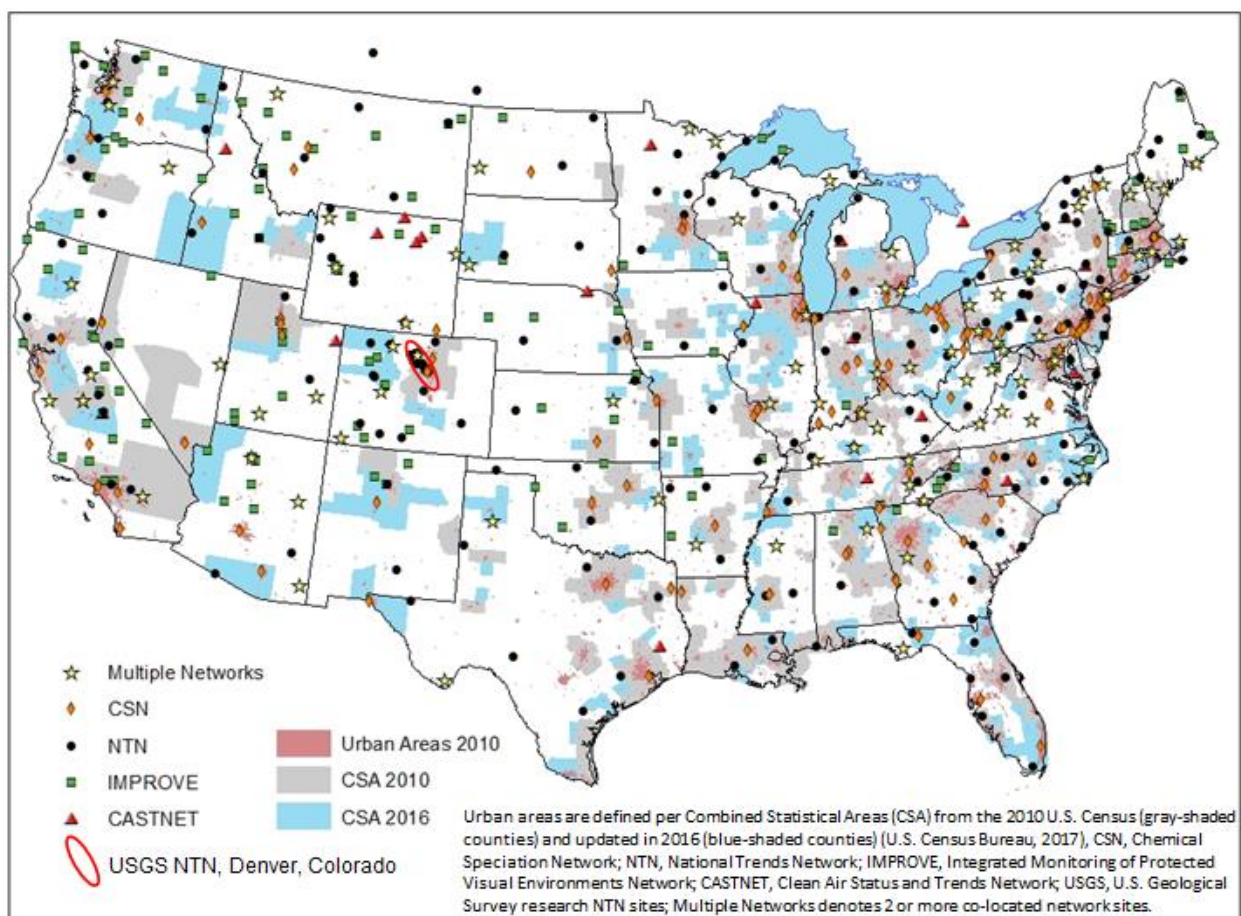 Multiple Networks
CSN
NTN
IMPROVE
CASTNET
USGS NTN, Denver, Colorado
Urban Areas 2010
CSA 2010
CSA 2016
Urban areas are defined per Combined Statistical Areas (CSA) from the 2010 U.S. Census (gray-shaded
counties) and updated in 2016 (blue-shaded counties) (U.S. Census Bureau, 2017), CSN, Chemical
Speciation Network; NTN, National Trends Network; IMPROVE, Integrated Monitoring of Protected
Visual Environments Network; CASTNET, Clean Air Status and Trends Network; USGS, U.S. Geological
Survey research NTN sites; Multiple Networks denotes 2 or more co-located network sites.